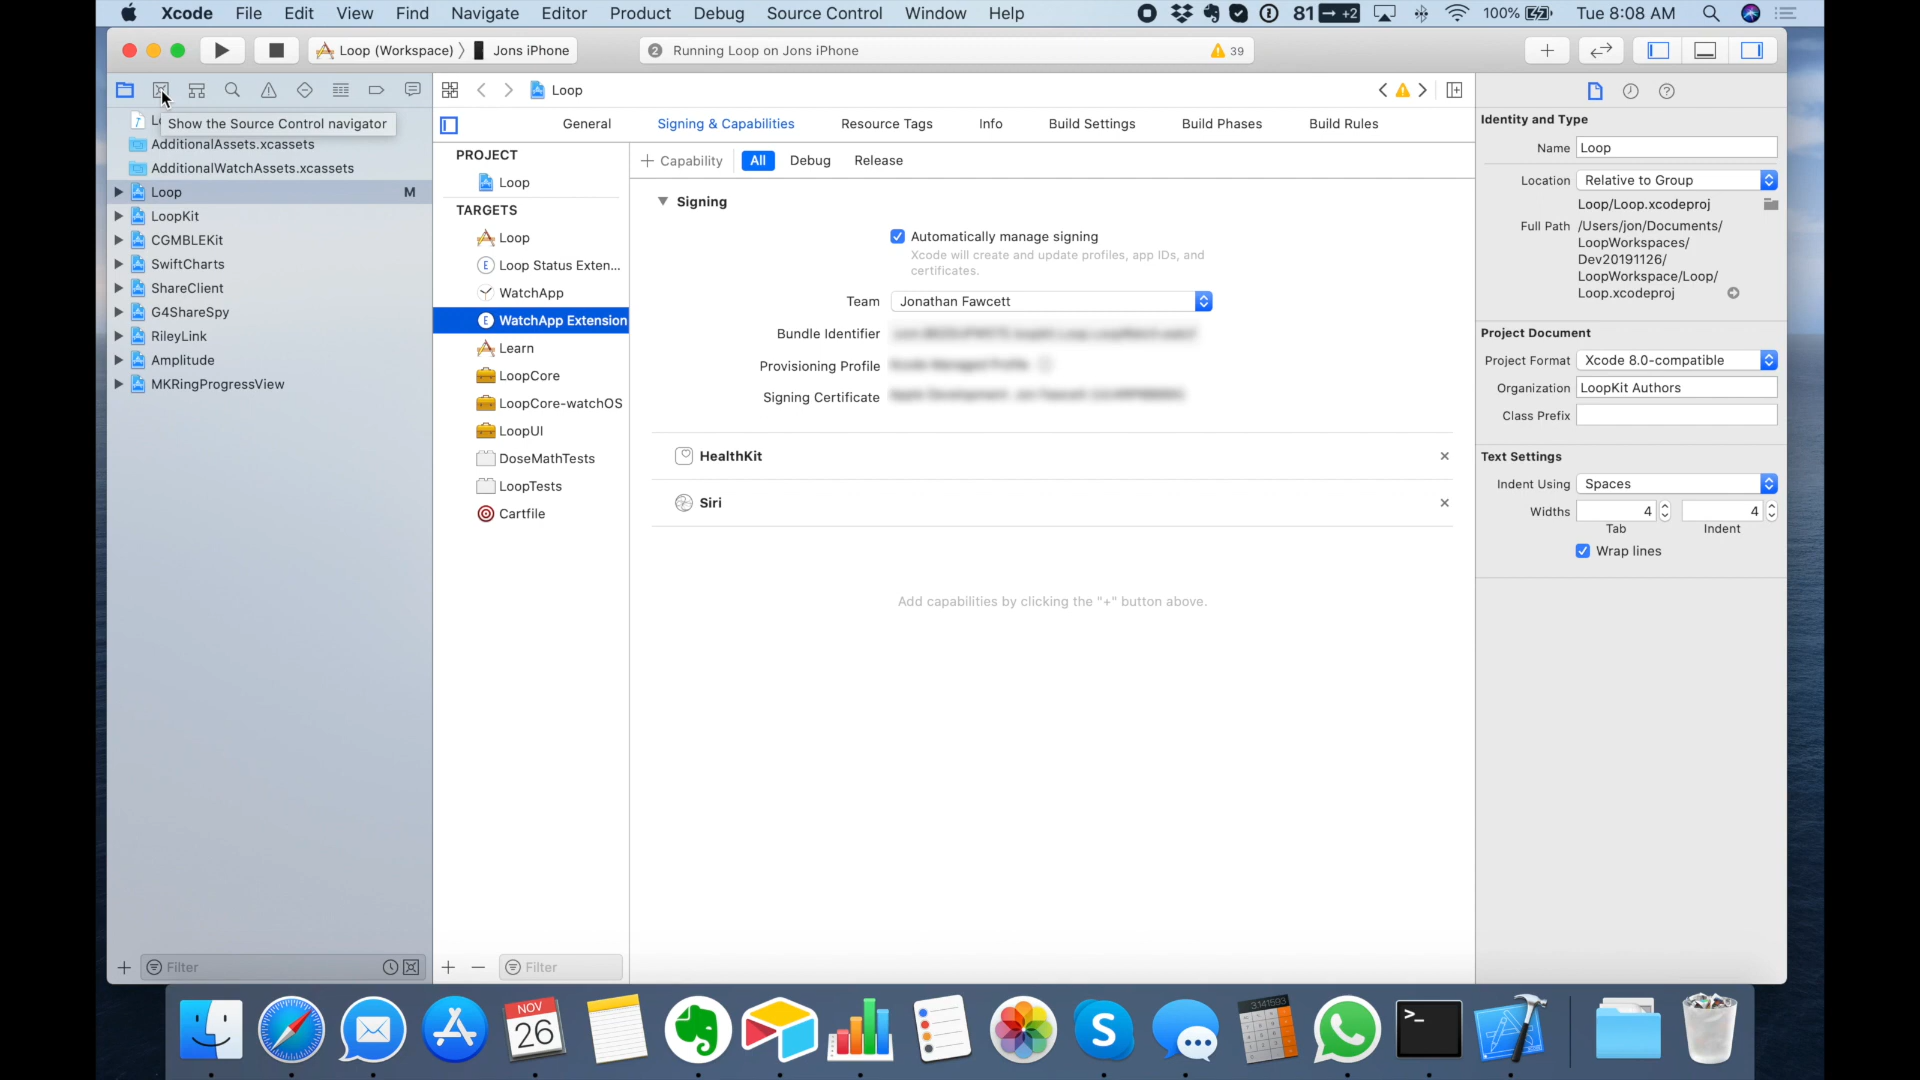 Xcode File Edit View Find Navigate Editor Product Debug Source Control Window Help 81 → +2 100% Tue 8:08 AM
Loop (Workspace) 〉 Jons iPhone
2 Running Loop on Jons iPhone 39
Loop
Show the Source Control navigator
AdditionalAssets.xcassets
AdditionalWatchAssets.xcassets
Loop M
LoopKit
CGMBLEKit
SwiftCharts
ShareClient
G4ShareSpy
RileyLink
Amplitude
MKRingProgressView
Filter
General Signing & Capabilities Resource Tags Info Build Settings Build Phases Build Rules
PROJECT
Loop
TARGETS
Loop
Loop Status Exten...
WatchApp
WatchApp Extension
Learn
LoopCore
LoopCore-watchOS
LoopUI
DoseMathTests
LoopTests
Cartfile
Filter
+ Capability All Debug Release
Signing
Automatically manage signing
Xcode will create and update profiles, app IDs, and
certificates.
Team Jonathan Fawcett
Bundle Identifier
Provisioning Profile
Signing Certificate
HealthKit
Siri
Add capabilities by clicking the "+" button above.
Identity and Type
Name Loop
Location Relative to Group
Loop/Loop.xcodeproj
Full Path /Users/jon/Documents/
LoopWorkspaces/
Dev20191126/
LoopWorkspace/Loop/
Loop.xcodeproj
Project Document
Project Format Xcode 8.0-compatible
Organization LoopKit Authors
Class Prefix
Text Settings
Indent Using Spaces
Widths 4 4
Tab Indent
Wrap lines
NOV
26
3.141593